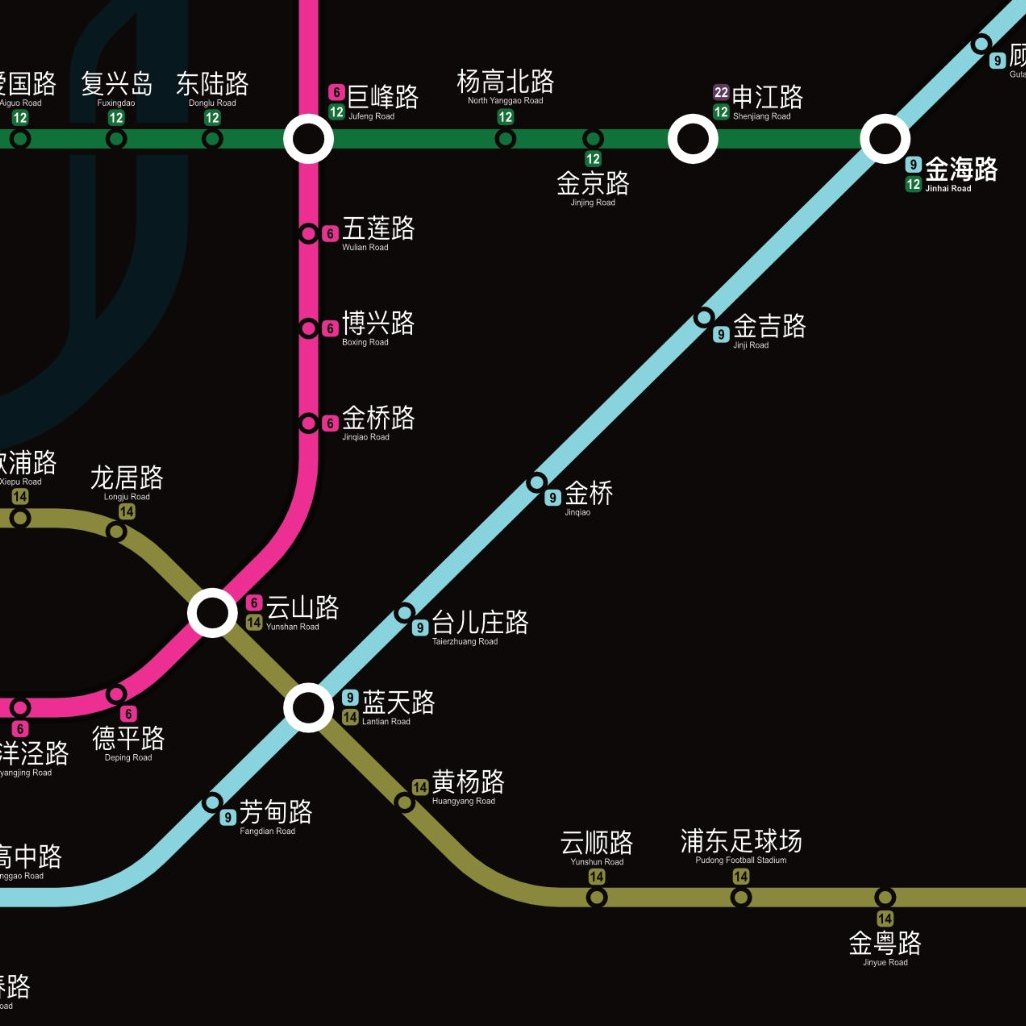 爱国路
Aiguo Road
12
复兴岛
Fuxingdao
12
东陆路
Donglu Road
12
6
12
巨峰路
Jufeng Road
杨高北路
North Yanggao Road
12
12
金京路
Jinjing Road
22
12
申江路
Shenjiang Road
9
9
12
金海路
Jinhai Road
6
五莲路
Wulian Road
6
博兴路
Boxing Road
9
金吉路
Jinji Road
6
金桥路
Jinqiao Road
浦路
Xiepu Road
14
龙居路
Longju Road
14
9
金桥
Jinqiao
6
14
云山路
Yunshan Road
9
台儿庄路
Taierzhuang Road
9
14
蓝天路
Lantian Road
6
洋泾路
yangjing Road
6
德平路
Deping Road
14
黄杨路
Huangyang Road
9
芳甸路
Fangdian Road
高中路
nggao Road
云顺路
Yunshun Road
14
浦东足球场
Pudong Football Stadium
14
14
金粤路
Jinyue Road
路
oad